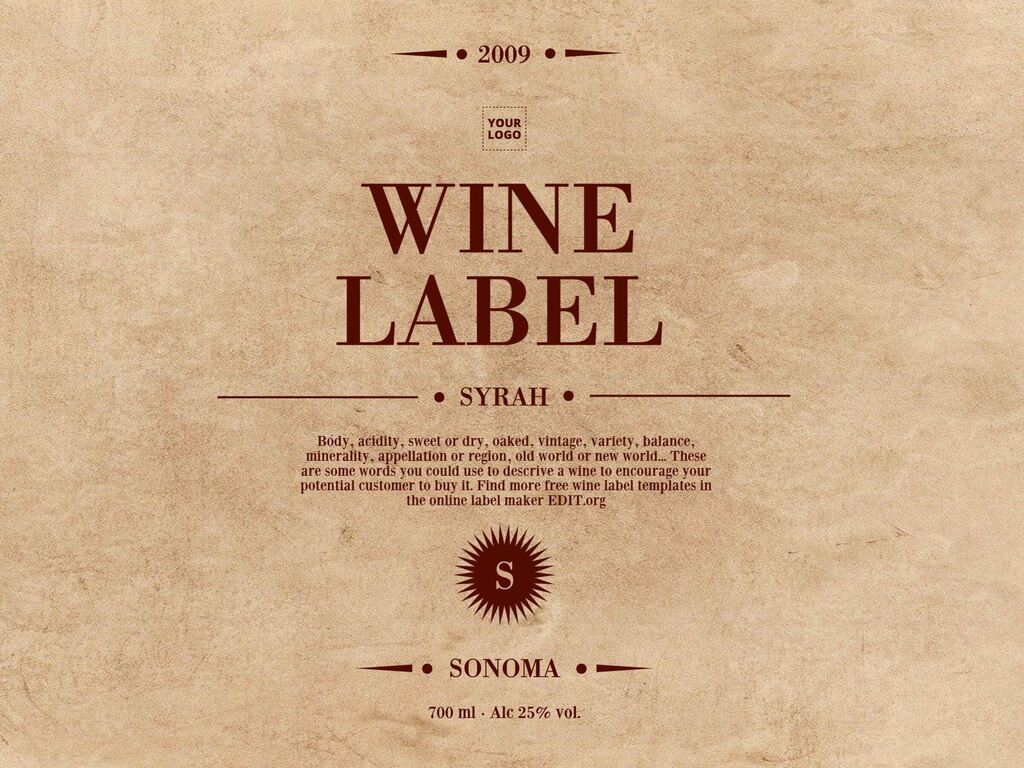 2009
YOUR
LOGO
WINE
LABEL
SYRAH
Body, acidity, sweet or dry, oaked, vintage, variety, balance,
minerality, appellation or region, old world or new world... These
are some words you could use to descrive a wine to encourage your
potential customer to buy it. Find more free wine label templates in
the online label maker EDIT.org
S
SONOMA
700 ml · Alc 25% vol.